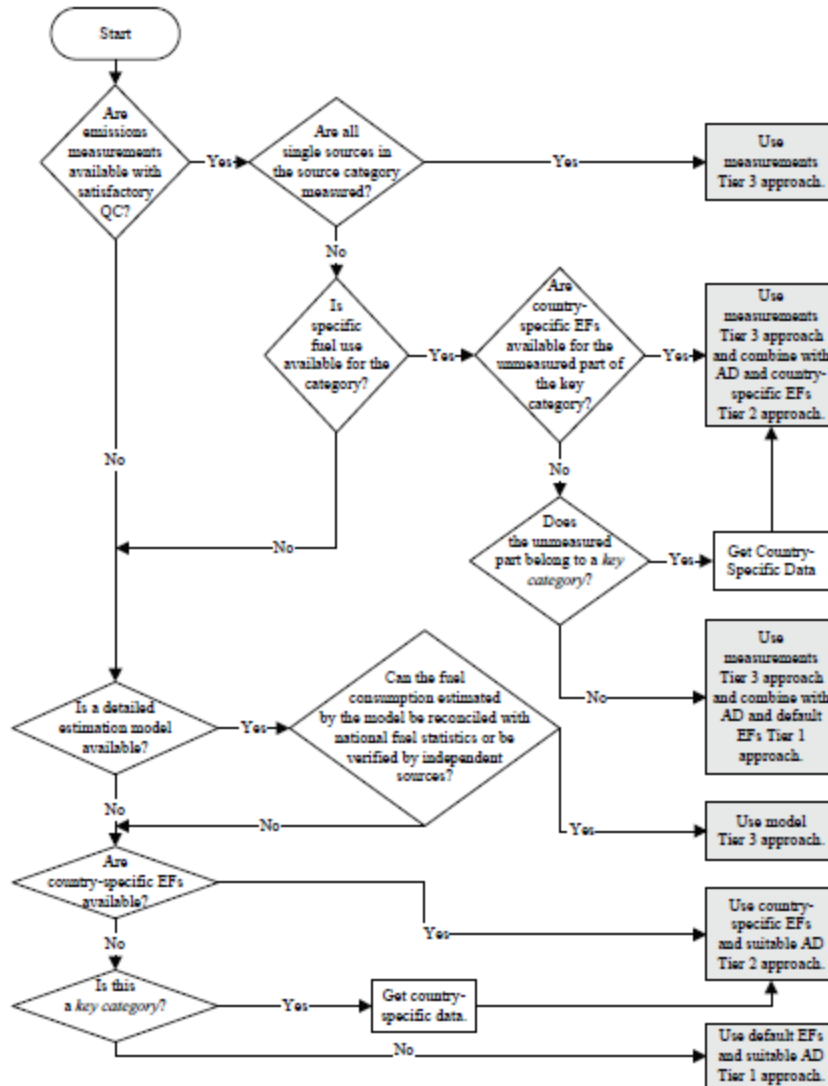 Start
Are
emissions
measurements
available with
satisfactory
QC?
Yes
Are all
single sources in
the source category
measured?
Yes
Use
measurements
Tier 3 approach.
No
Is
specific
fuel use
available for the
category?
Yes
Are
country-
specific EFs
available for the
unmeasured part of
the key
category?
Yes
Use
measurements
Tier 3 approach
and combine with
AD and country-
specific EFs
Tier 2 approach.
No
No
No
Does
the unmeasured
part belong to a key
category?
Yes
Get Country-
Specific Data
No
Use
measurements
Tier 3 approach
and combine with
AD and default
EFs Tier 1
approach.
Is a detailed
estimation model
available?
Yes
Can the fuel
consumption estimated
by the model be reconciled with
national fuel statistics or be
verified by independent
sources?
No
No
Yes
Use model
Tier 3 approach.
Are
country-specific EFs
available?
Yes
Use country-
specific EFs
and suitable AD
Tier 2 approach.
No
Is this
a key category?
Yes
Get country-
specific data.
No
Use default EFs
and suitable AD
Tier 1 approach.